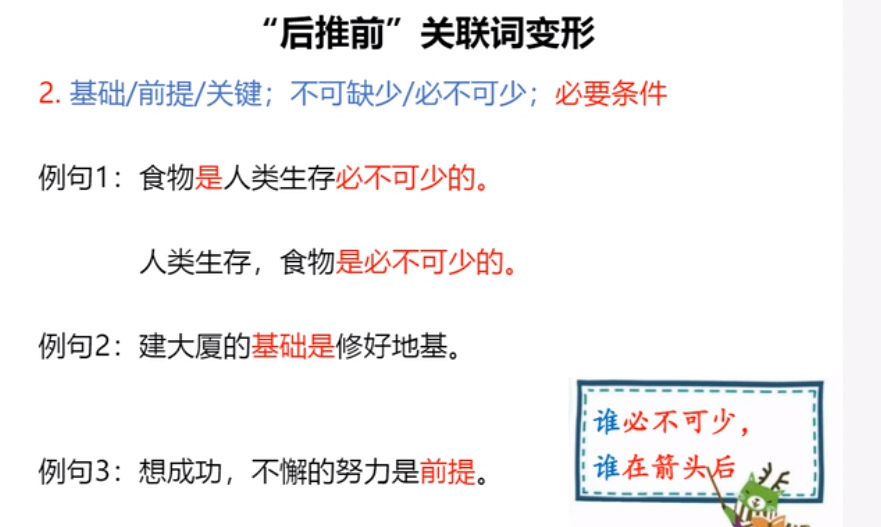 “后推前”关联词变形
2. 基础/前提/关键；不可缺少/必不可少；必要条件
例句1：食物是人类生存必不可少的。
人类生存，食物是必不可少的。
例句2：建大厦的基础是修好地基。
例句3：想成功，不懈的努力是前提。
谁必不可少，
谁在箭头后